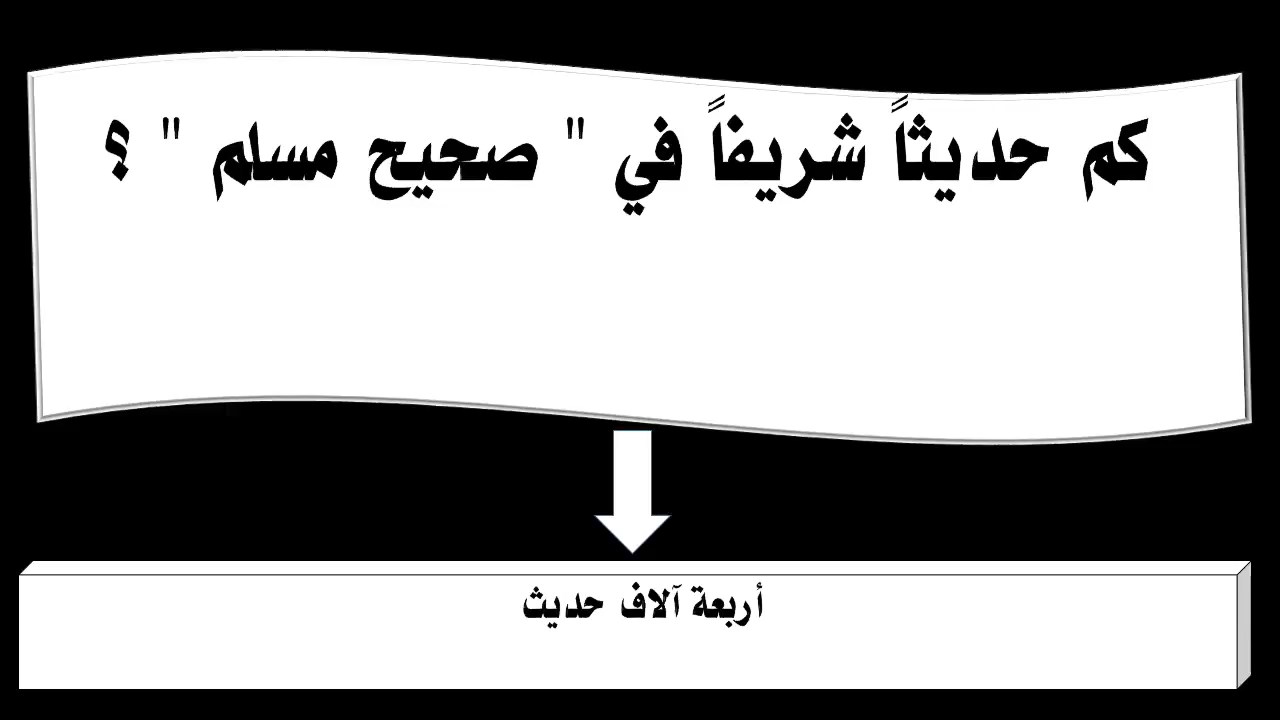 كم حديثاً شريفاً في " صحيح مسلم " ؟
أربعة آلاف حديث